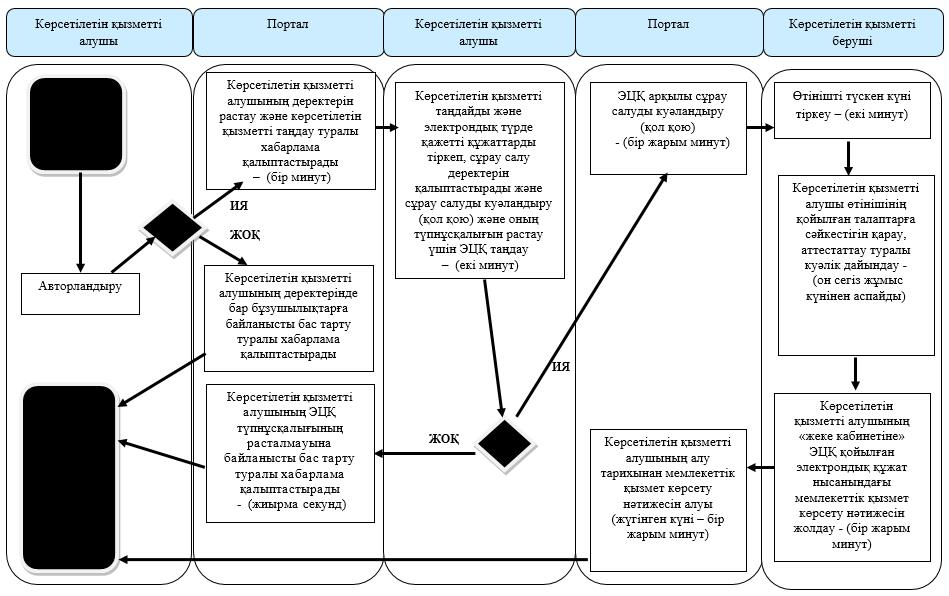 Көрсетілетін қызметті
алушы
Портал
Көрсетілетін қызметті
алушы
Портал
Көрсетілетін қызметті
беруші
Авторландыру
Көрсетілетін қызметті
алушының деректерін
растау және көрсетілетін
қызметті таңдау туралы
хабарлама
қалыптастырады
– (бір минут)
ИЯ
ЖОҚ
Көрсетілетін қызметті
алушының деректерінде
бар бұзушылықтарға
байланысты бас тарту
туралы хабарлама
қалыптастырады
Көрсетілетін қызметті
алушының ЭЦҚ
түпнұсқалығының
расталмауына
байланысты бас тарту
туралы хабарлама
қалыптастырады
- (жиырма секунд)
Көрсетілетін қызметті
таңдайды және
электрондық түрде
қажетті құжаттарды
тіркеп, сұрау салу
деректерін
қалыптастырады және
сұрау салуды куәландыру
(қол қою) және оның
түпнұсқалығын растау
үшін ЭЦҚ таңдау
– (екі минут)
ИЯ
ЖОҚ
ЭЦҚ арқылы сұрау
салуды куәландыру
(қол қою)
- (бір жарым минут)
Көрсетілетін қызметті
алушының алу
тарихынан мемлекеттік
қызмет көрсету
нәтижесін алуы
(жүгінген күні – бір
жарым минут)
Өтінішті түскен күні
тіркеу – (екі минут)
Көрсетілетін қызметті
алушы өтінішінің
қойылған талаптарға
сәйкестігін қарау,
аттестаттау туралы
куәлік дайындау -
(он сегіз жұмыс
күнінен аспайды)
Көрсетілетін
қызметті алушының
«жеке кабинетіне»
ЭЦҚ қойылған
электрондық құжат
нысанындағы
мемлекеттік қызмет
көрсету нәтижесін
жолдау - (бір жарым
минут)